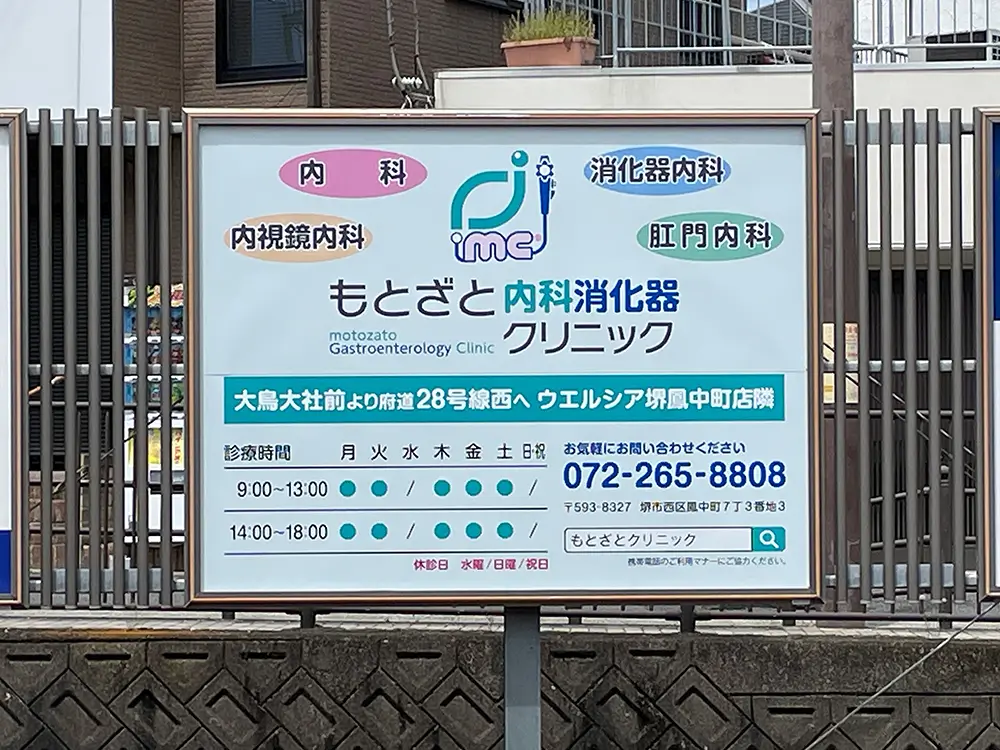 内 科
消化器内科
内視鏡内科
肛門内科
imc
もとざと内科消化器
クリニック
motozato
Gastroenterology Clinic
大鳥大社前より府道28号線西へ ウエルシア堺鳳中町店隣
診療時間 月 火 水 木 金 土 日・祝
9:00~13:00 ● ● / ● ● ● /
14:00~18:00 ● ● / ● ● ● /
休診日 水曜/日曜/祝日
お気軽にお問い合わせください
072-265-8808
〒593-8327 堺市西区鳳中町7丁3番地3
もとざとクリニック
携帯電話のご利用マナーにご協力ください。